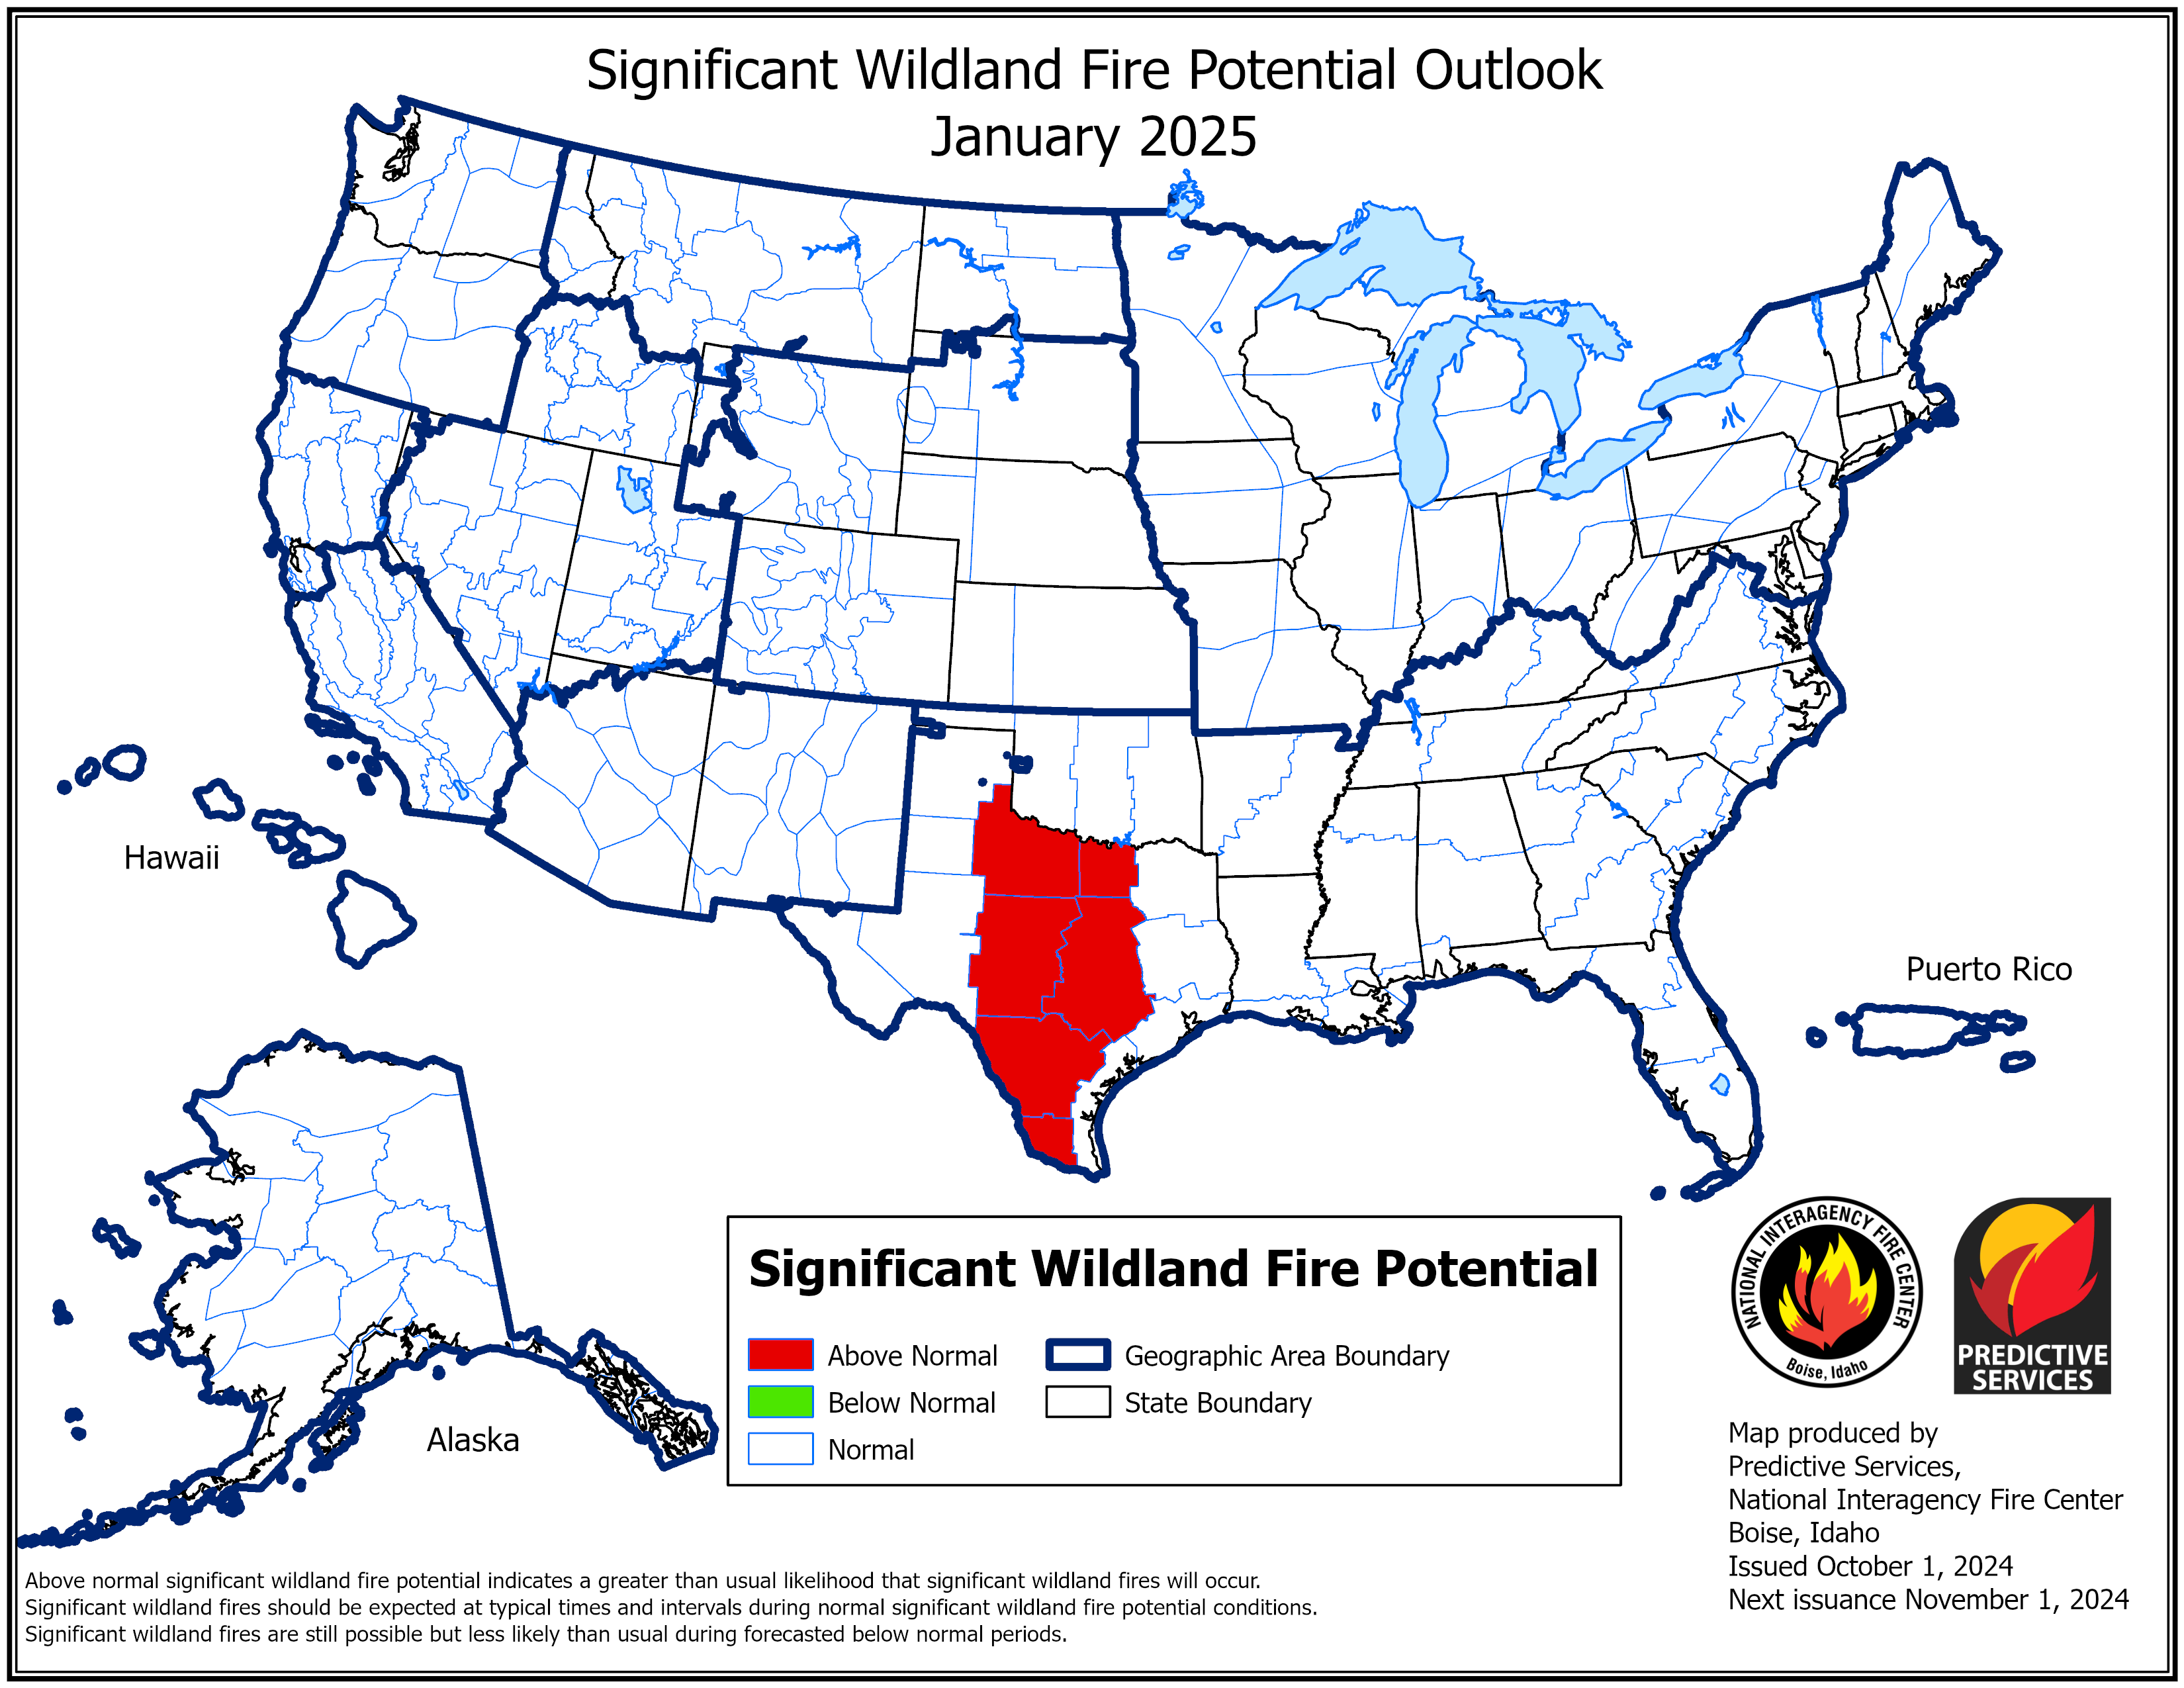 Significant Wildland Fire Potential Outlook
January 2025
Hawaii
Puerto Rico
Alaska
Significant Wildland Fire Potential
Above Normal
Below Normal
Normal
Geographic Area Boundary
State Boundary
NATIONAL INTERAGENCY FIRE CENTER
Boise, Idaho
PREDICTIVE
SERVICES
Map produced by
Predictive Services,
National Interagency Fire Center
Boise, Idaho
Issued October 1, 2024
Next issuance November 1, 2024
Above normal significant wildland fire potential indicates a greater than usual likelihood that significant wildland fires will occur.
Significant wildland fires should be expected at typical times and intervals during normal significant wildland fire potential conditions.
Significant wildland fires are still possible but less likely than usual during forecasted below normal periods.